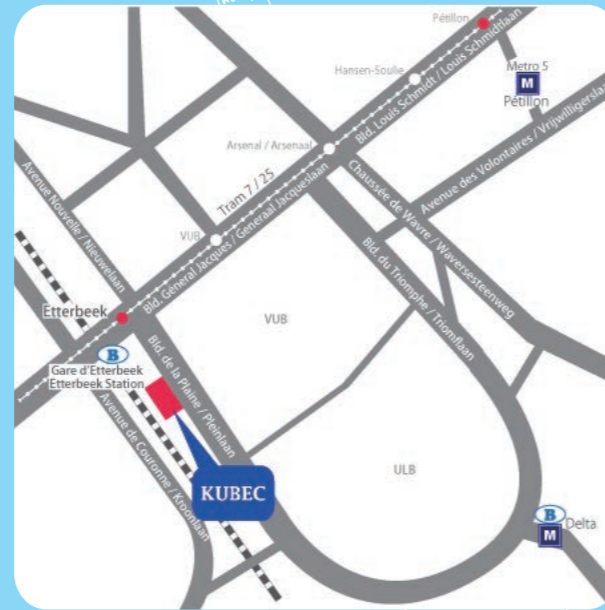 Pétillon
Metro 5
M
Pétillon
Hansen-Soulie
Bld. Louis Schmidt / Louis Schmidtlaan
Arsenal / Arsenaal
Avenue des Volontaires / Vrijwilligerslaa
Chaussée de Wavre / Waversesteenweg
Tram 7 / 25
Avenue Nouvelle / Nieuwelaan
VUB
Bld. Géneral Jacques / Generaal Jacqueslaan
Bld. du Triomphe / Triomflaan
Etterbeek
VUB
B
Gare d'Etterbeek
Etterbeek Station
Bld. de la Plaine / Pleinlaan
Avenue de Couronne / Kroonlaan
KUBEC
ULB
B
Delta
M